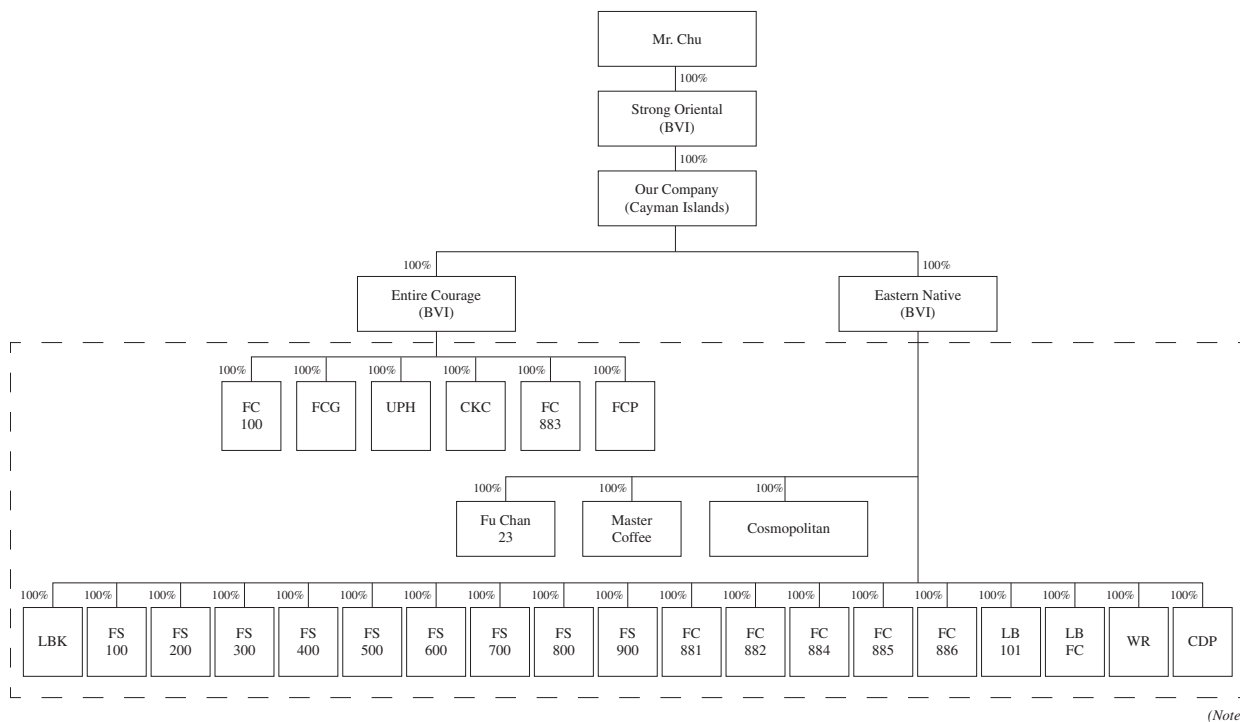 Mr. Chu
100%
Strong Oriental
(BVI)
100%
Our Company
(Cayman Islands)
100% 100%
Entire Courage
(BVI)
Eastern Native
(BVI)
100% 100% 100% 100% 100% 100%
FC
100
FCG
UPH
CKC
FC
883
FCP
100% 100% 100%
Fu Chan
23
Master
Coffee
Cosmopolitan
100% 100% 100% 100% 100% 100% 100% 100% 100% 100% 100% 100% 100% 100% 100% 100% 100% 100% 100%
LBK
FS
100
FS
200
FS
300
FS
400
FS
500
FS
600
FS
700
FS
800
FS
900
FC
881
FC
882
FC
884
FC
885
FC
886
LB
101
LB
FC
WR
CDP
(Note